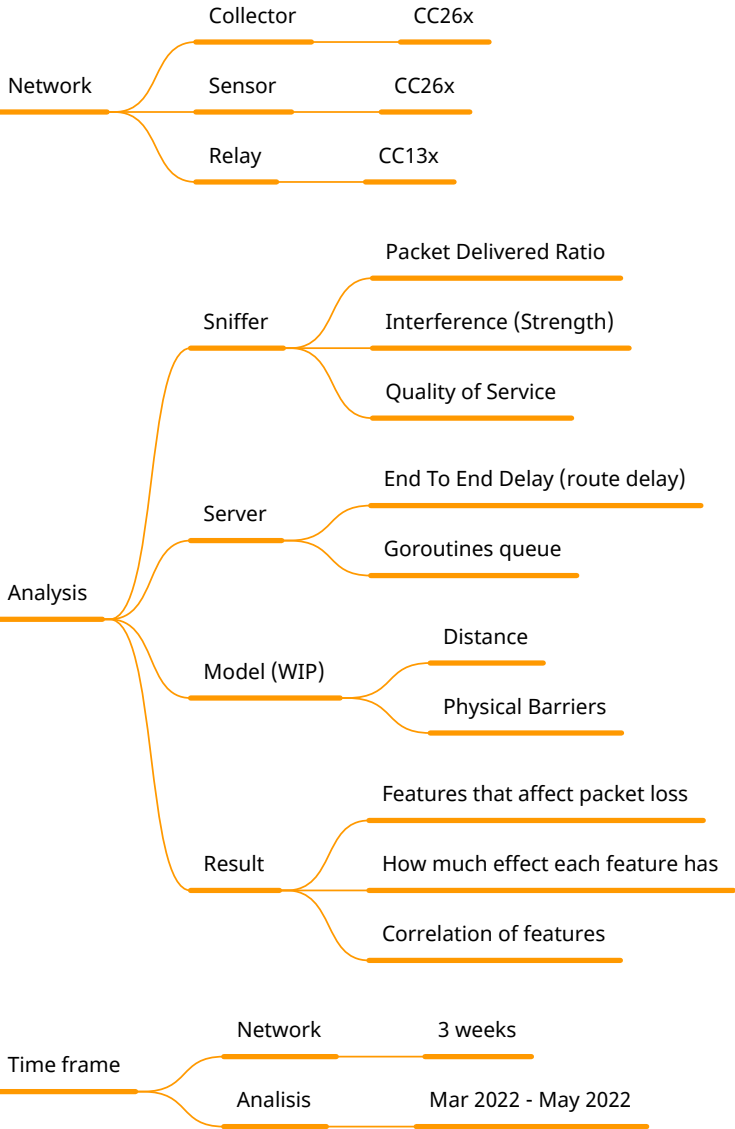 Network
Collector
CC26x
Sensor
CC26x
Relay
CC13x
Analysis
Sniffer
Packet Delivered Ratio
Interference (Strength)
Quality of Service
Server
End To End Delay (route delay)
Goroutines queue
Model (WIP)
Distance
Physical Barriers
Result
Features that affect packet loss
How much effect each feature has
Correlation of features
Time frame
Network
3 weeks
Analisis
Mar 2022 - May 2022